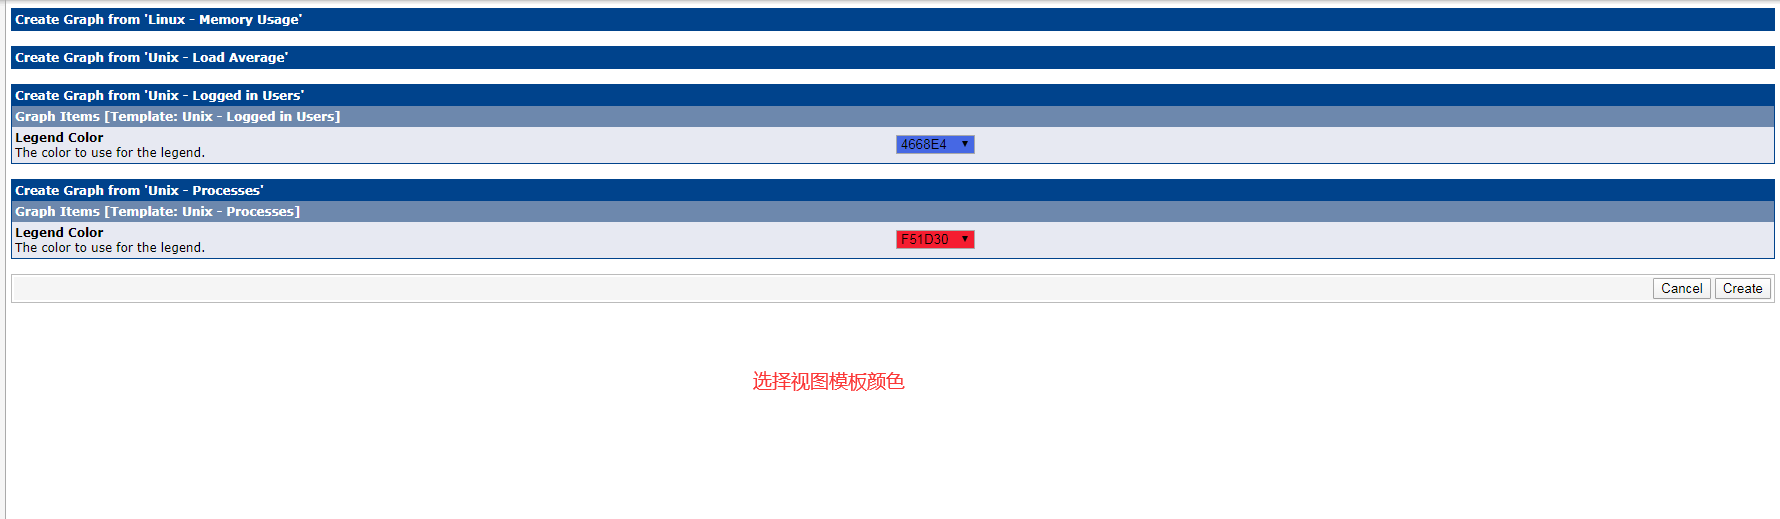 Create Graph from 'Linux - Memory Usage'
Create Graph from 'Unix - Load Average'
Create Graph from 'Unix - Logged in Users'
Graph Items [Template: Unix - Logged in Users]
Legend Color
The color to use for the legend.
4668E4
Create Graph from 'Unix - Processes'
Graph Items [Template: Unix - Processes]
Legend Color
The color to use for the legend.
F51D30
Cancel Create
选择视图模板颜色